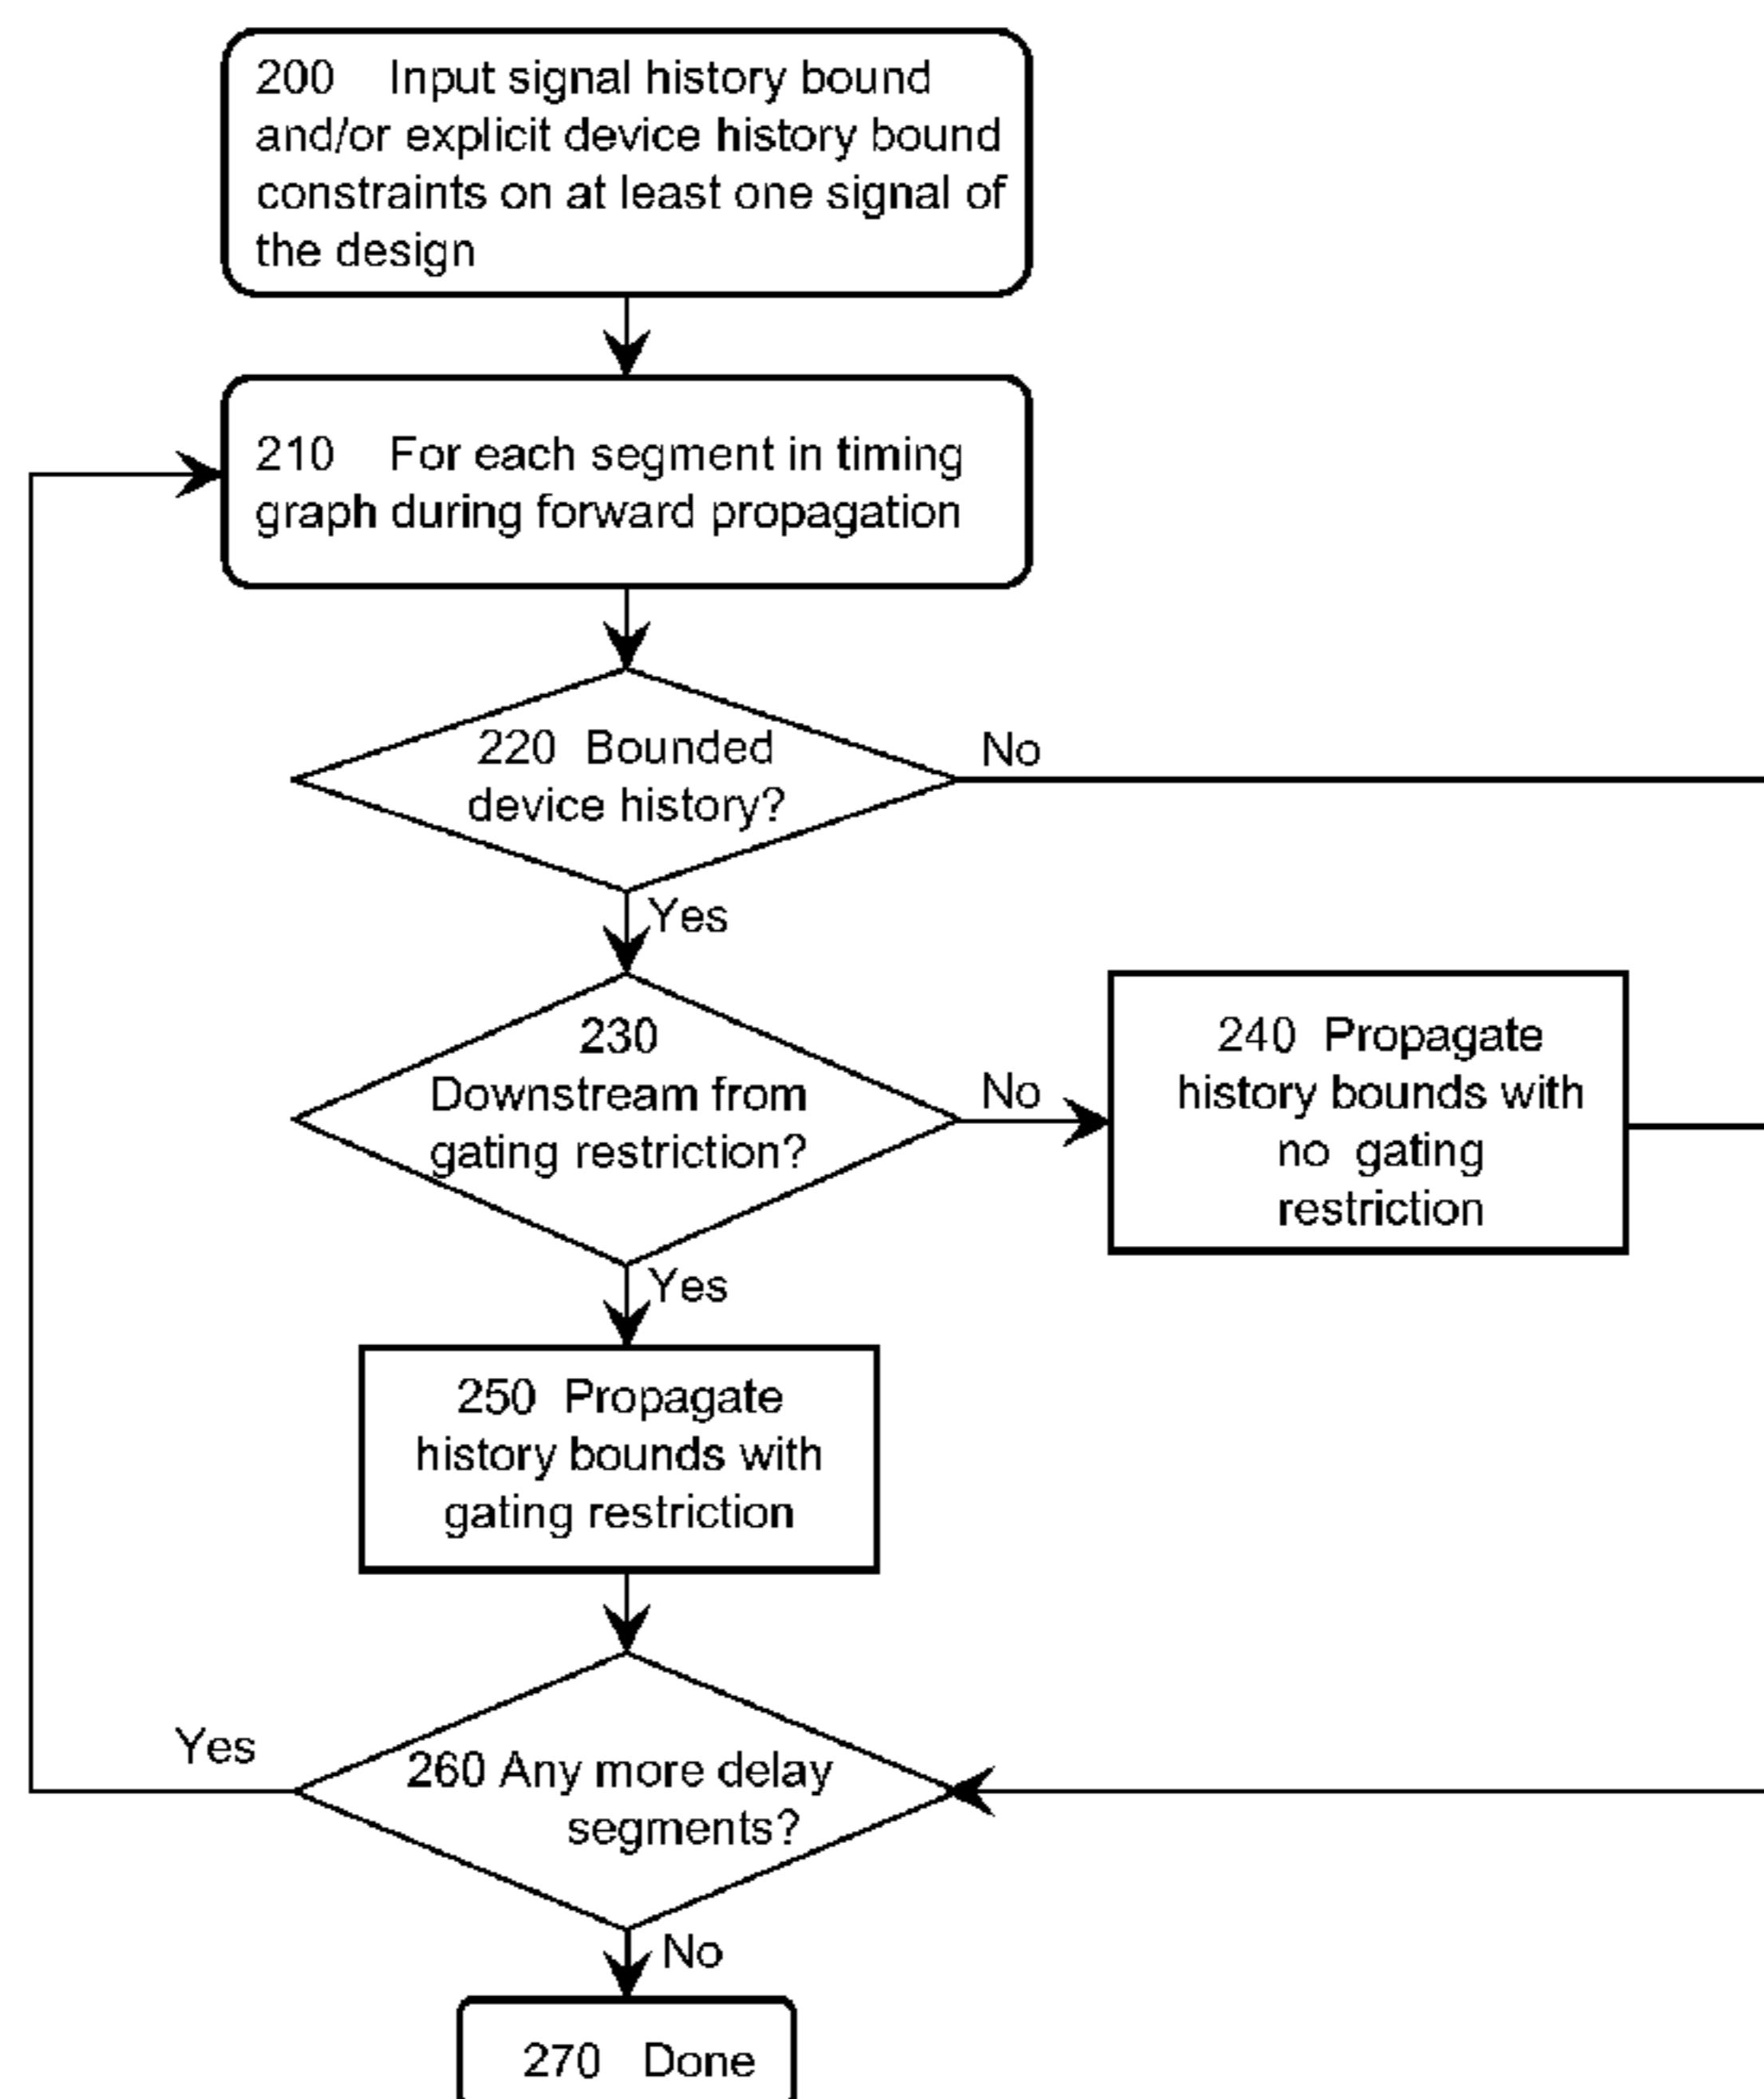 200 Input signal history bound
and/or explicit device history bound
constraints on at least one signal of
the design
210 For each segment in timing
graph during forward propagation
220 Bounded
device history?
No
Yes
230
Downstream from
gating restriction?
No
240 Propagate
history bounds with
no gating
restriction
Yes
250 Propagate
history bounds with
gating restriction
Yes
260 Any more delay
segments?
No
270 Done